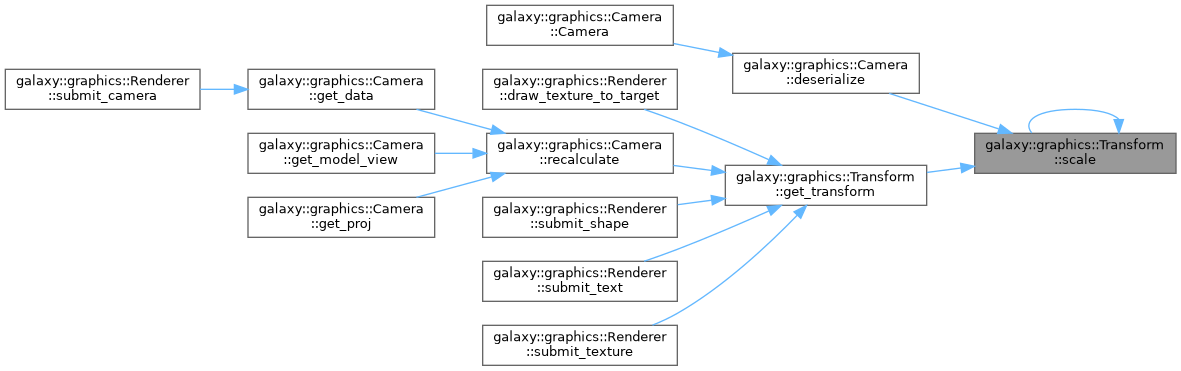 galaxy::graphics::Camera
::Camera
galaxy::graphics::Camera
::deserialize
galaxy::graphics::Renderer
::submit_camera
galaxy::graphics::Camera
::get_data
galaxy::graphics::Renderer
::draw_texture_to_target
galaxy::graphics::Camera
::get_model_view
galaxy::graphics::Camera
::recalculate
galaxy::graphics::Transform
::scale
galaxy::graphics::Transform
::get_transform
galaxy::graphics::Camera
::get_proj
galaxy::graphics::Renderer
::submit_shape
galaxy::graphics::Renderer
::submit_text
galaxy::graphics::Renderer
::submit_texture